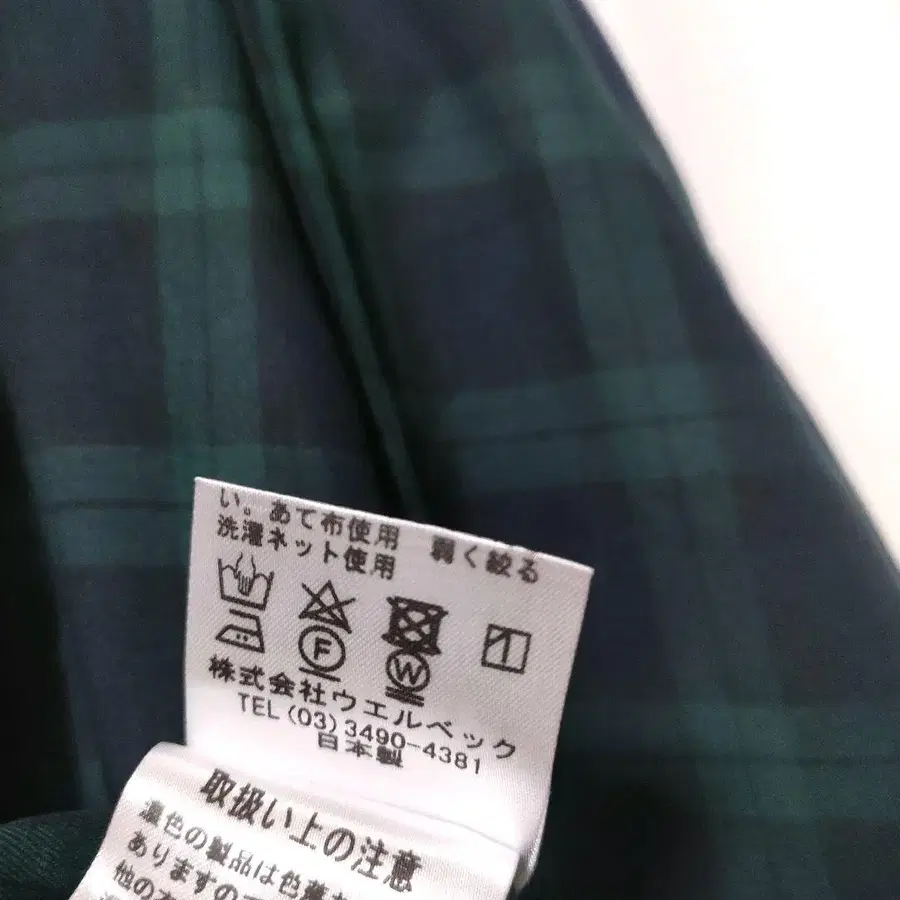 い。あて布使用 弱く絞る
洗濯ネット使用
F
W
株式会社ウエルベック
TEL(03)3490-4381
日本製
取扱い上の注意
濃色の製品は色落
ありますので
他の